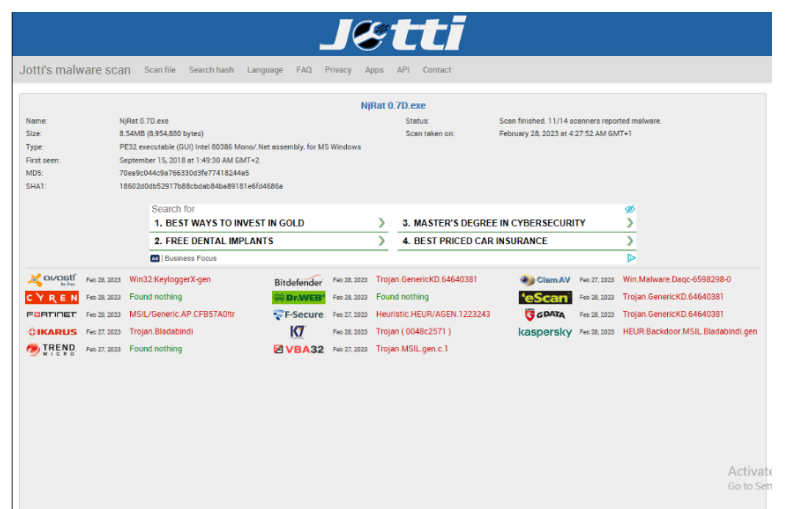 Jotti
Jotti's malware scan Scan file Search hash Language FAQ Privacy Apps API Contact
NjRat 0.7D.exe
Name: NjRat 0.7D.exe Status: Scan finished. 11/14 scanners reported malware.
Size: 8.54MB (8,954,880 bytes) Scan taken on: February 28, 2023 at 4:27:52 AM GMT+1
Type: PE32 executable (GUI) Intel 80386 Mono/.Net assembly, for MS Windows
First seen: September 15, 2018 at 1:49:30 AM GMT+2
MD5: 70ea9c044c9a766330d3fe77418244a5
SHA1: 18602d0db52917b88cbdab84ba89181e6fd4686a
Search for
1. BEST WAYS TO INVEST IN GOLD 3. MASTER'S DEGREE IN CYBERSECURITY
2. FREE DENTAL IMPLANTS 4. BEST PRICED CAR INSURANCE
Ad | Business Focus
avast! Feb 28, 2023 Win32:KeyloggerX-gen Bitdefender Feb 28, 2023 Trojan.GenericKD.64640381 ClamAV Feb 27, 2023 Win.Malware.Daqc-6598298-0
CYREN Feb 28, 2023 Found nothing Dr.WEB Feb 28, 2023 Found nothing eScan Feb 28, 2023 Trojan.GenericKD.64640381
FORTINET Feb 28, 2023 MSIL/Generic.AP.CFB57A0!tr F-Secure. Feb 27, 2023 Heuristic.HEUR/AGEN.1223243 G DATA Feb 28, 2023 Trojan.GenericKD.64640381
IKARUS Feb 27, 2023 Trojan.Bladabindi K7 Feb 28, 2023 Trojan ( 0048c2571 ) kaspersky Feb 28, 2023 HEUR:Backdoor.MSIL.Bladabindi.gen
TREND MICRO Feb 27, 2023 Found nothing VBA32 Feb 27, 2023 Trojan.MSIL.gen.c.1
Activate
Go to Sett